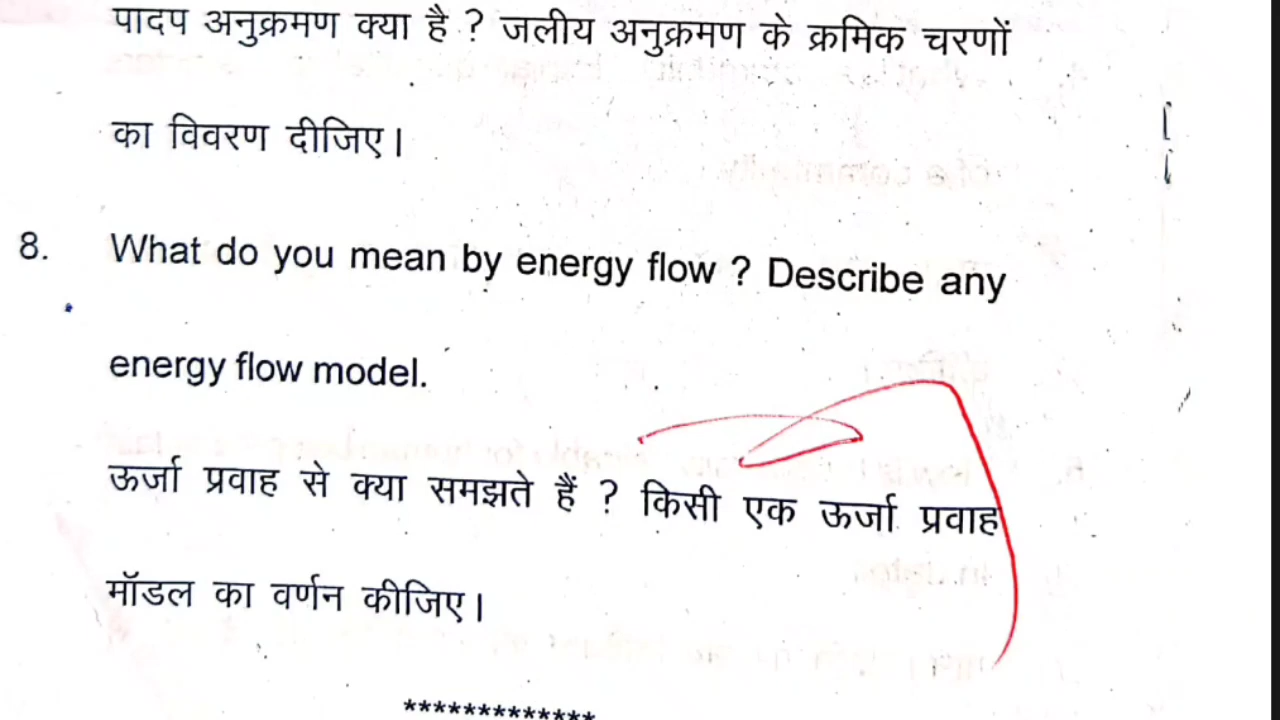 पादप अनुक्रमण क्या है ? जलीय अनुक्रमण के क्रमिक चरणों
का विवरण दीजिए।
8. What do you mean by energy flow ? Describe any
energy flow model.
ऊर्जा प्रवाह से क्या समझते हैं ? किसी एक ऊर्जा प्रवाह
मॉडल का वर्णन कीजिए।
*************